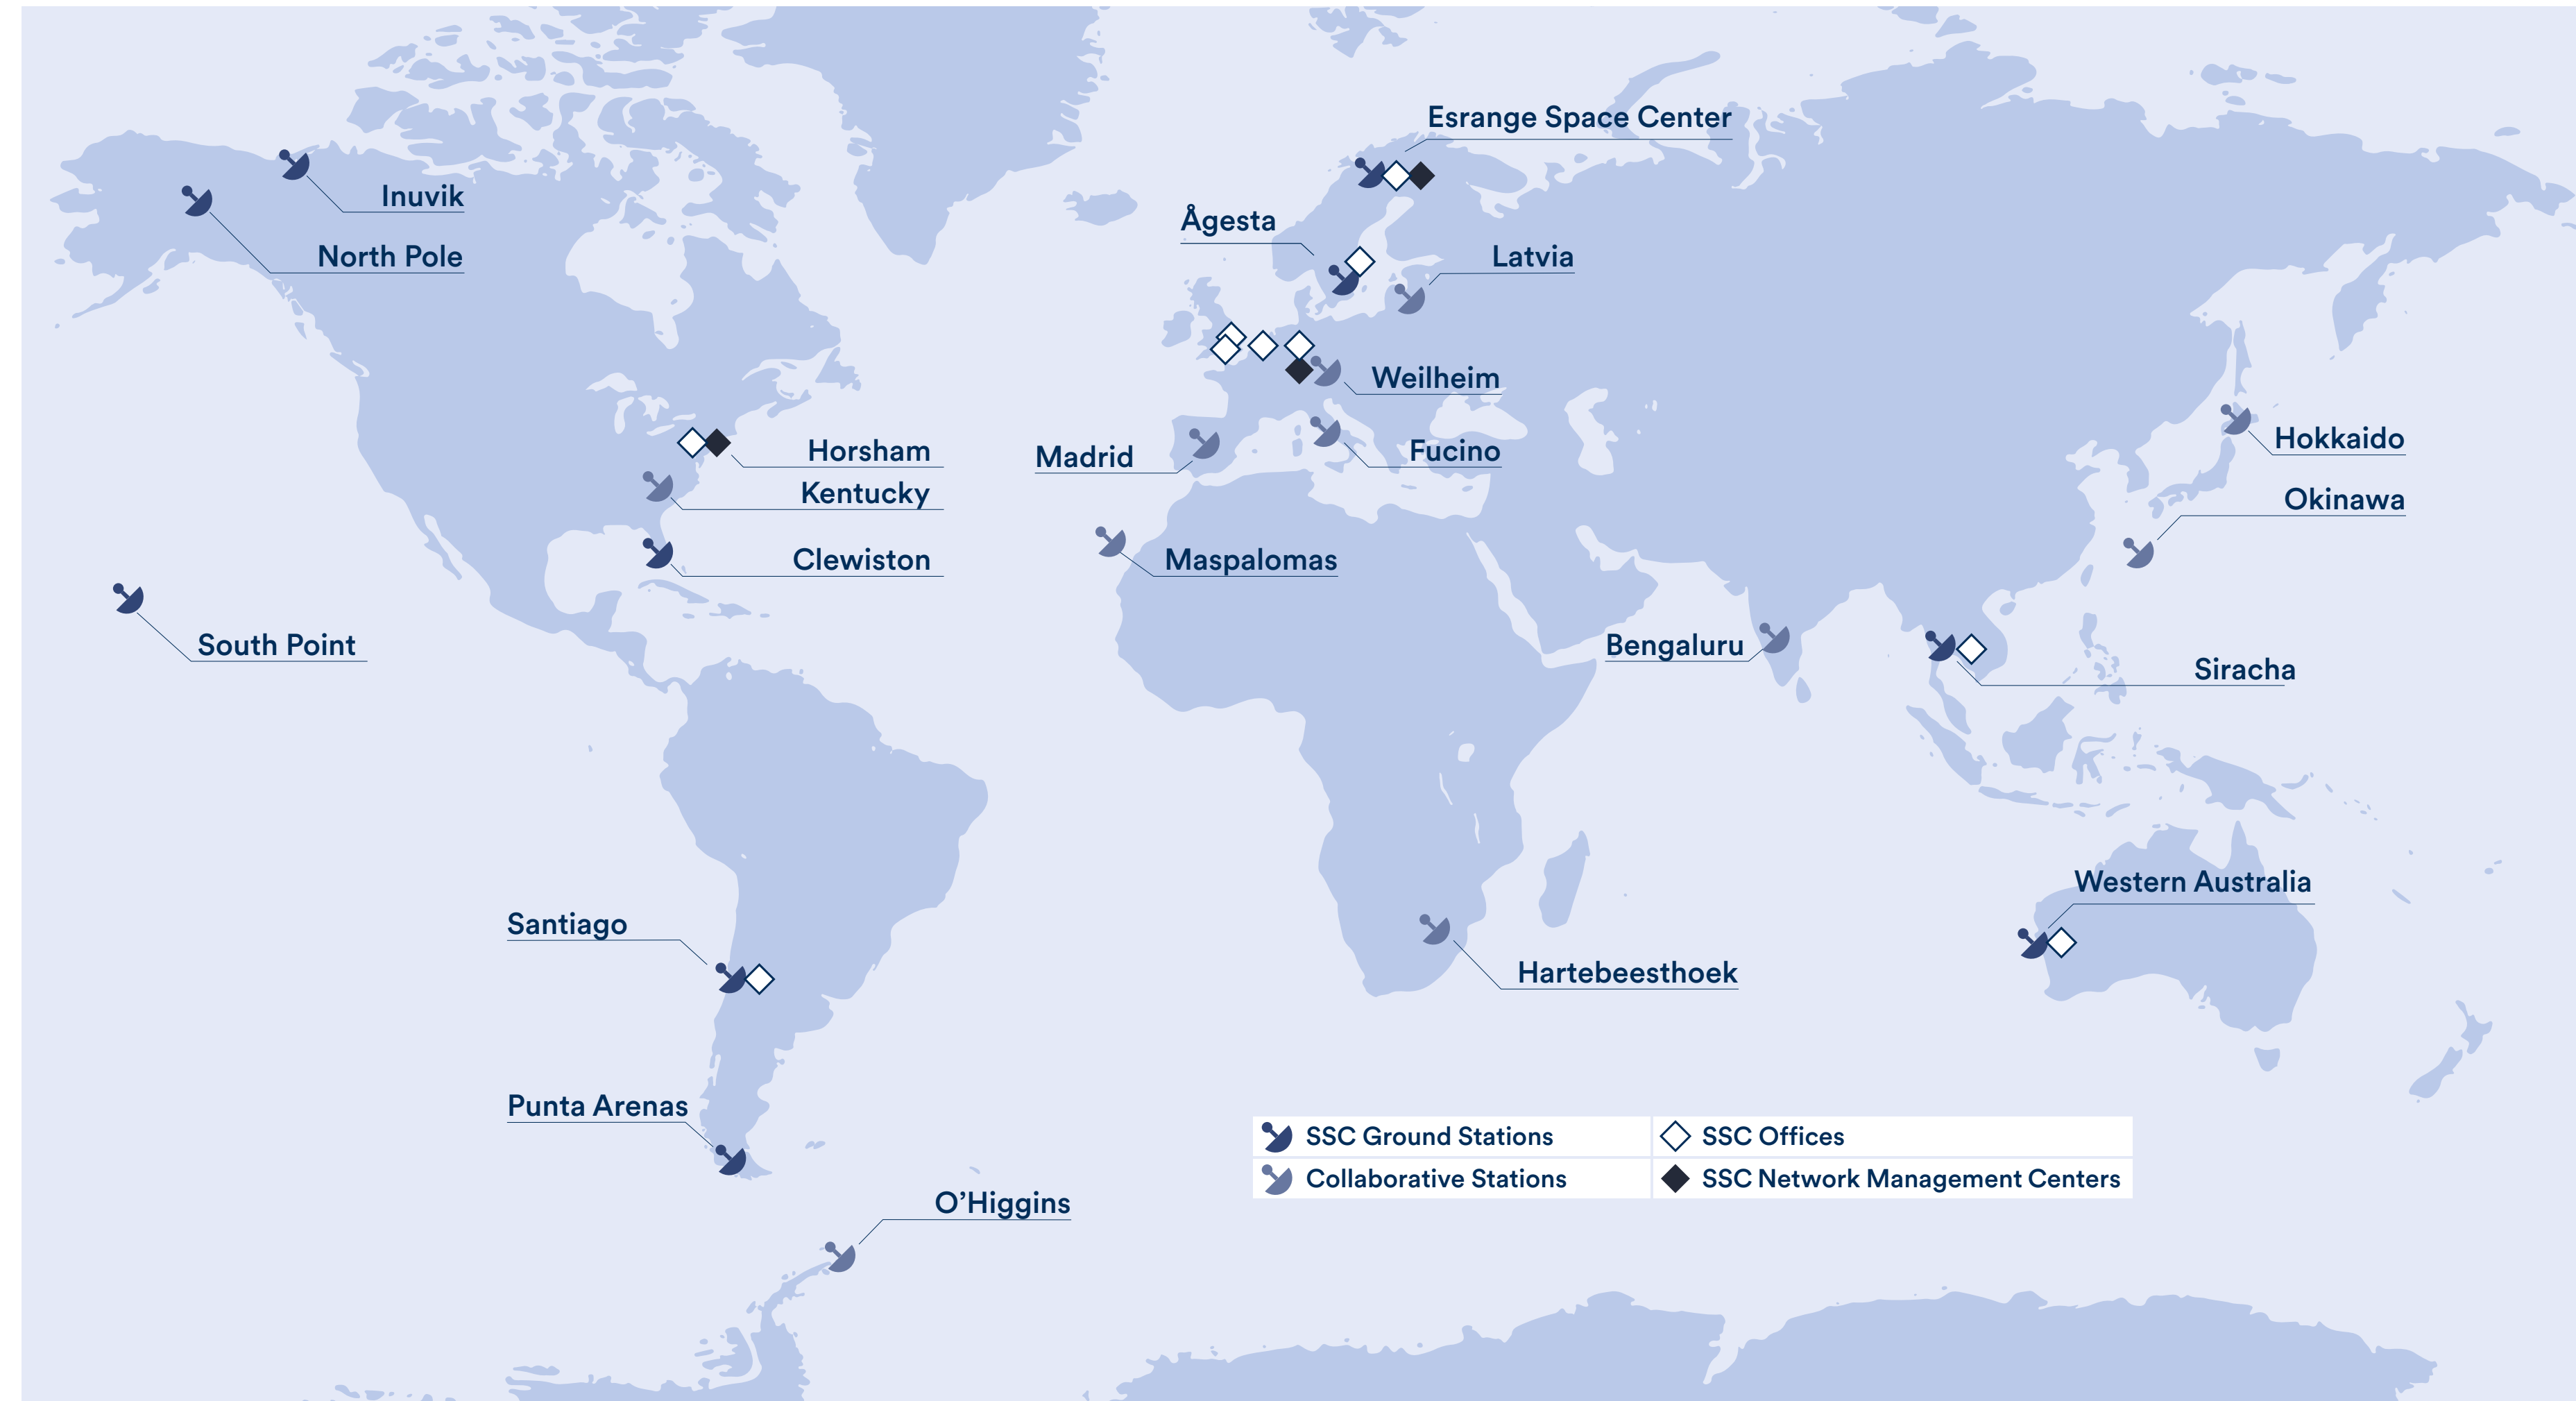 Esrange Space Center
Inuvik
Ågesta
North Pole
Latvia
Weilheim
Hokkaido
Horsham
Madrid
Fucino
Kentucky
Okinawa
Clewiston
Maspalomas
South Point
Bengaluru
Siracha
Western Australia
Santiago
Hartebeesthoek
Punta Arenas
SSC Ground Stations
SSC Offices
Collaborative Stations
SSC Network Management Centers
O’Higgins